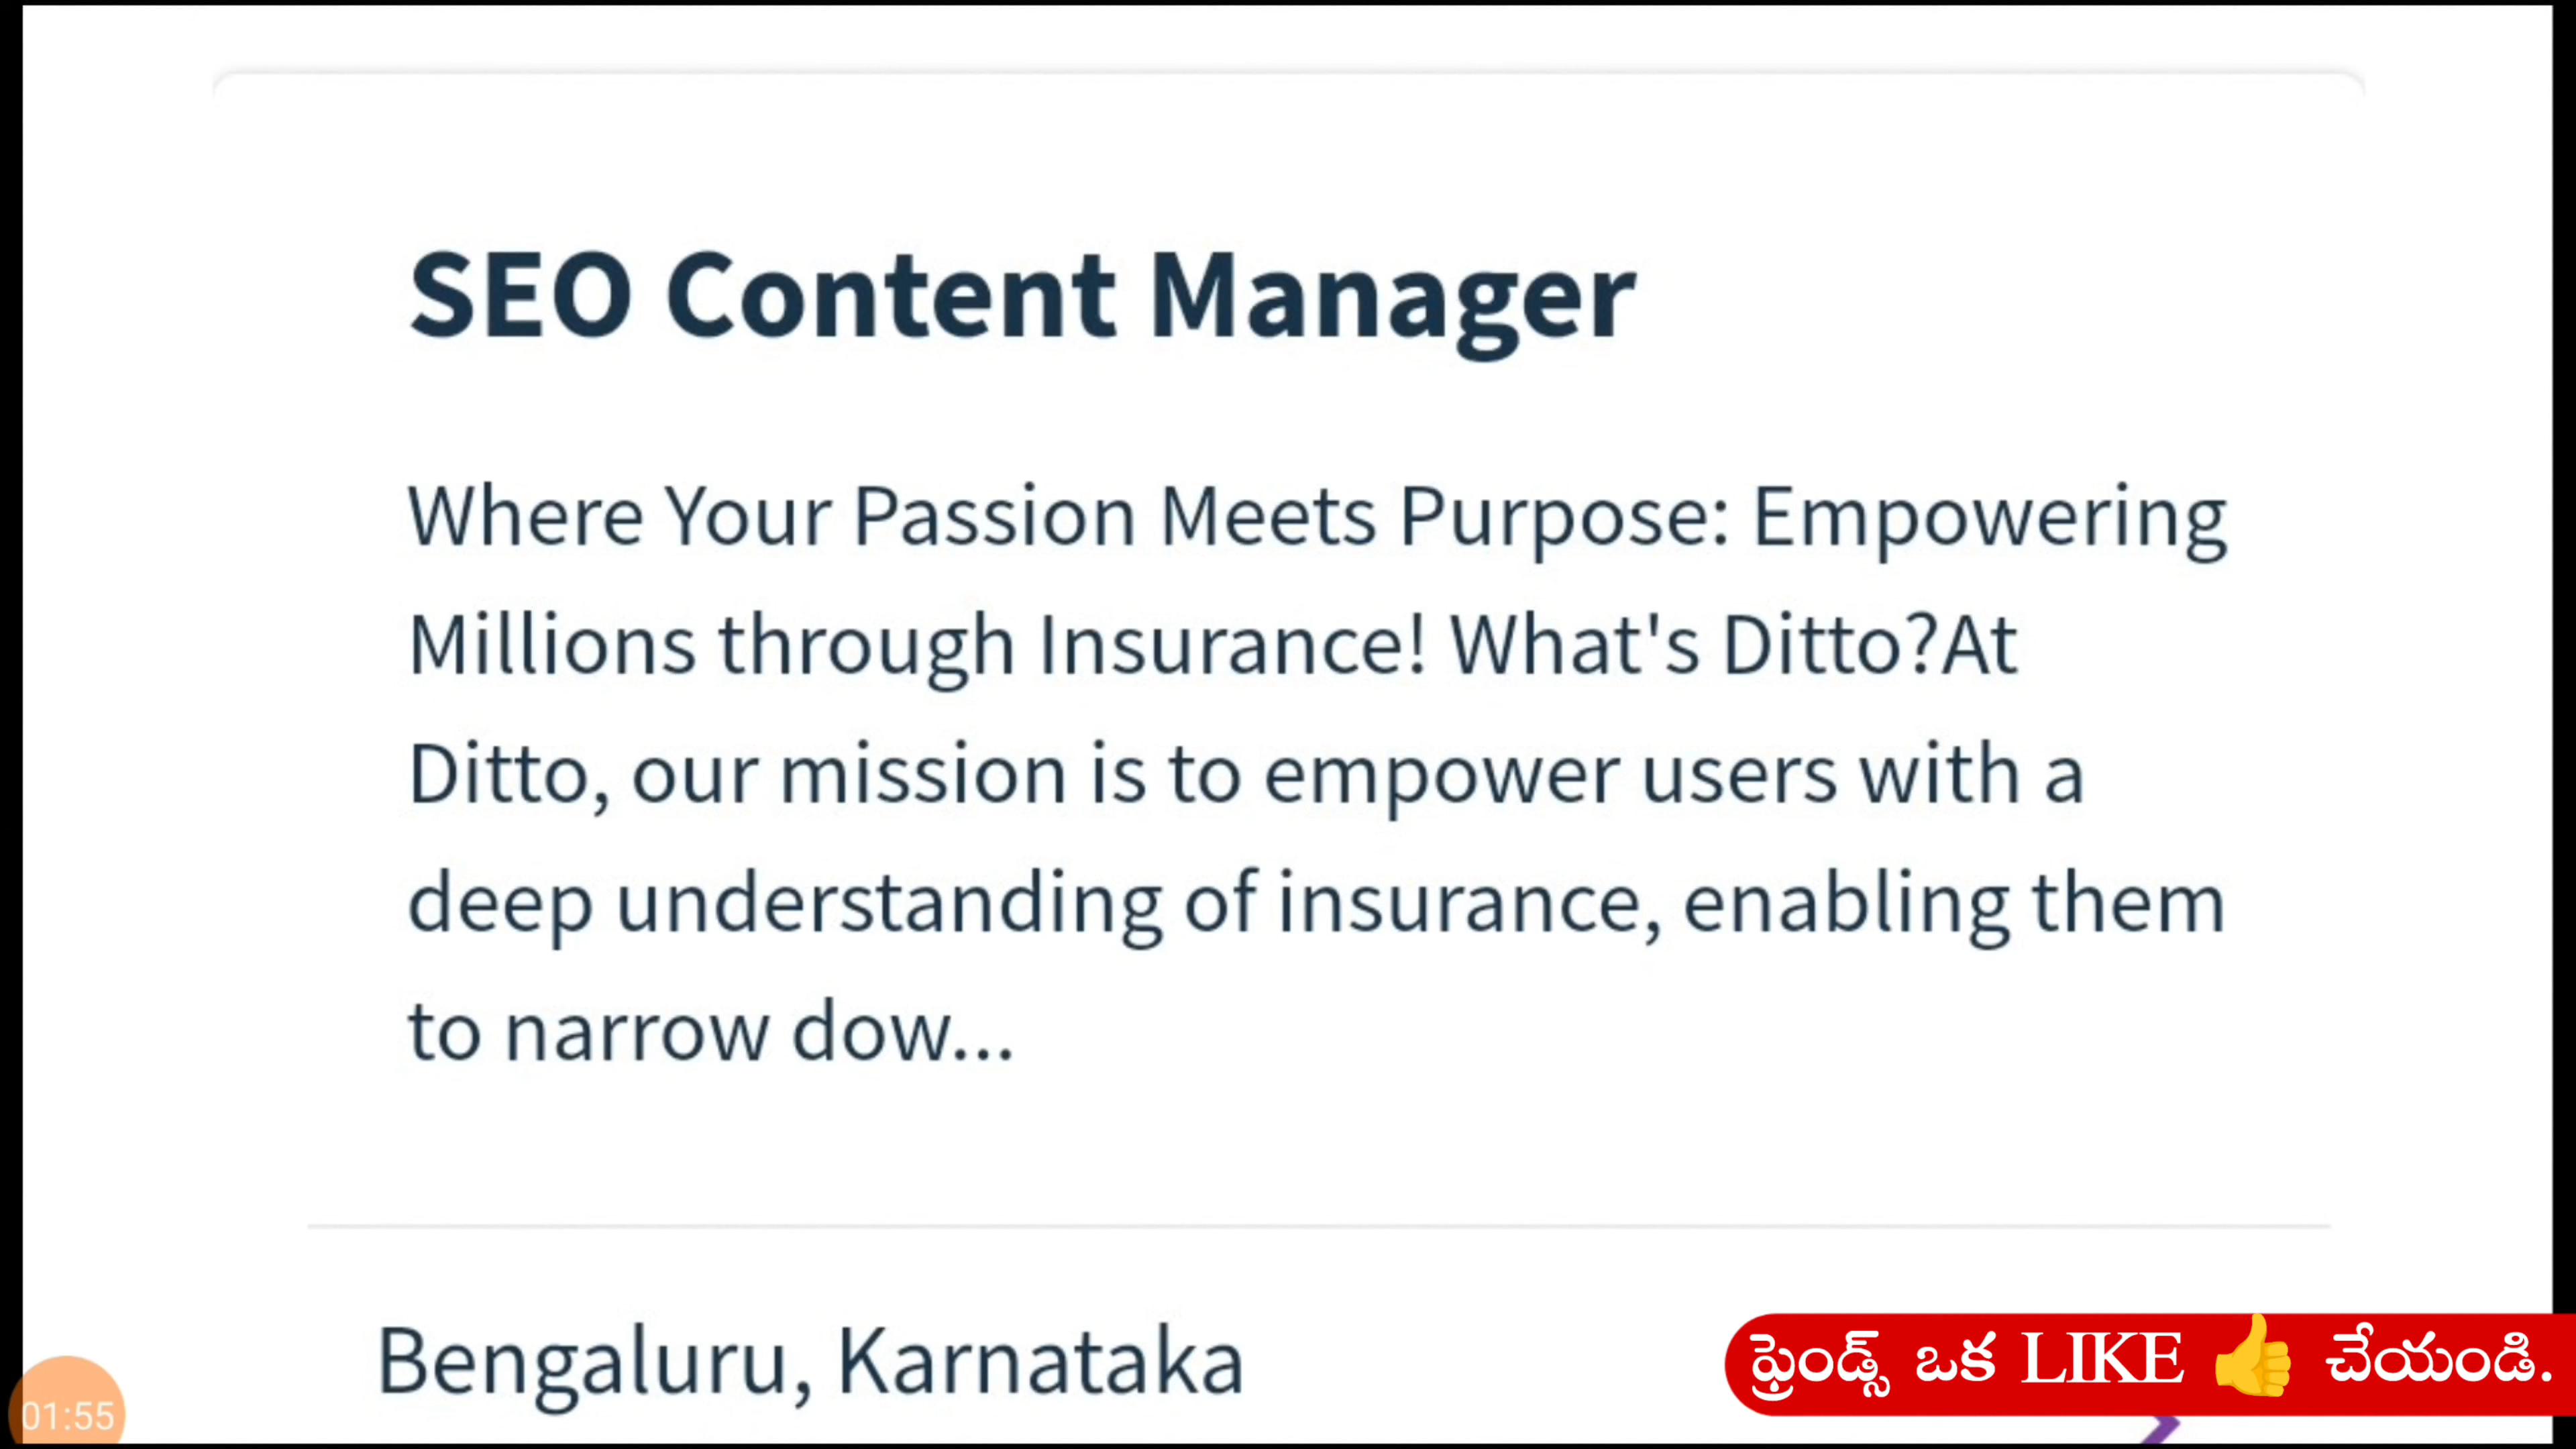 SEO Content Manager
Where Your Passion Meets Purpose: Empowering
Millions through Insurance! What's Ditto?At
Ditto, our mission is to empower users with a
deep understanding of insurance, enabling them
to narrow dow...
Bengaluru, Karnataka
ఫ్రెండ్స్ ఒక LIKE 👍 చేయండి.
01:55